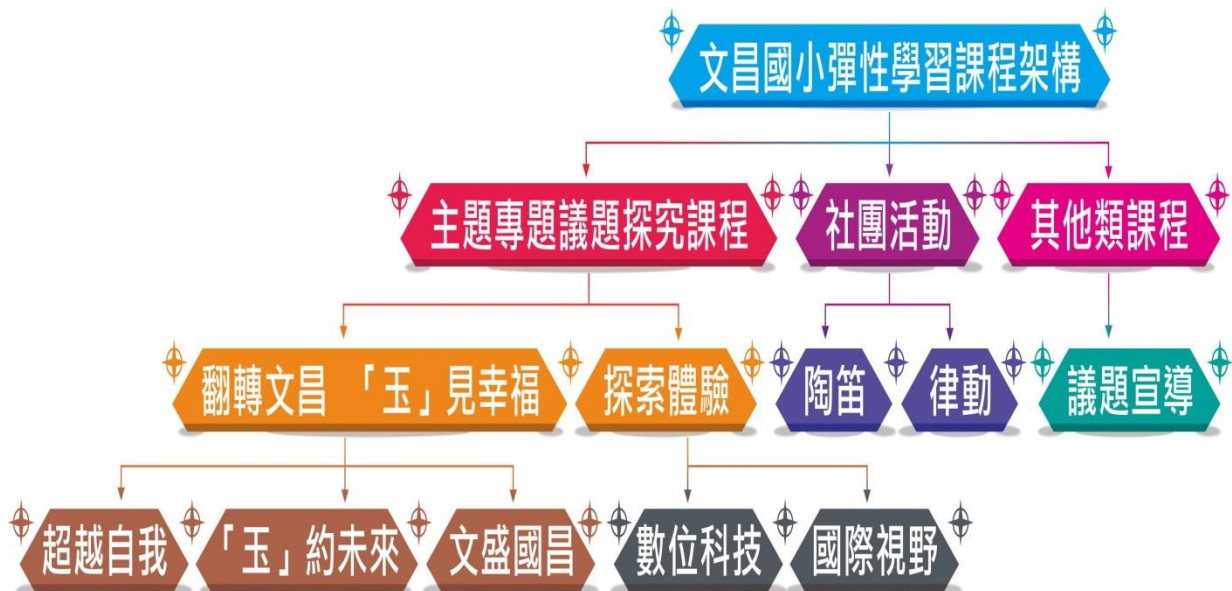 文昌國小彈性學習課程架構
主題專題議題探究課程
社團活動
其他類課程
翻轉文昌 「玉」見幸福
探索體驗
陶笛
律動
議題宣導
超越自我
「玉」約未來
文盛國昌
數位科技
國際視野